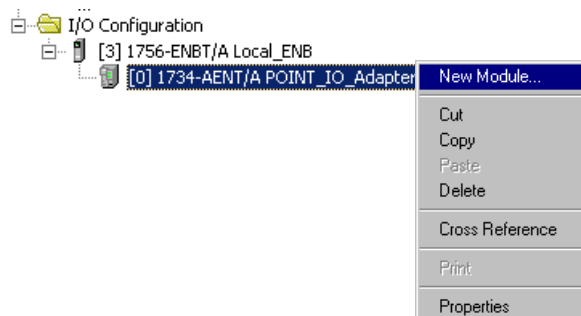 I/O Configuration
[3] 1756-ENBT/A Local_ENB
[0] 1734-AENT/A POINT_IO_Adapter
New Module...
Cut
Copy
Paste
Delete
Cross Reference
Print
Properties